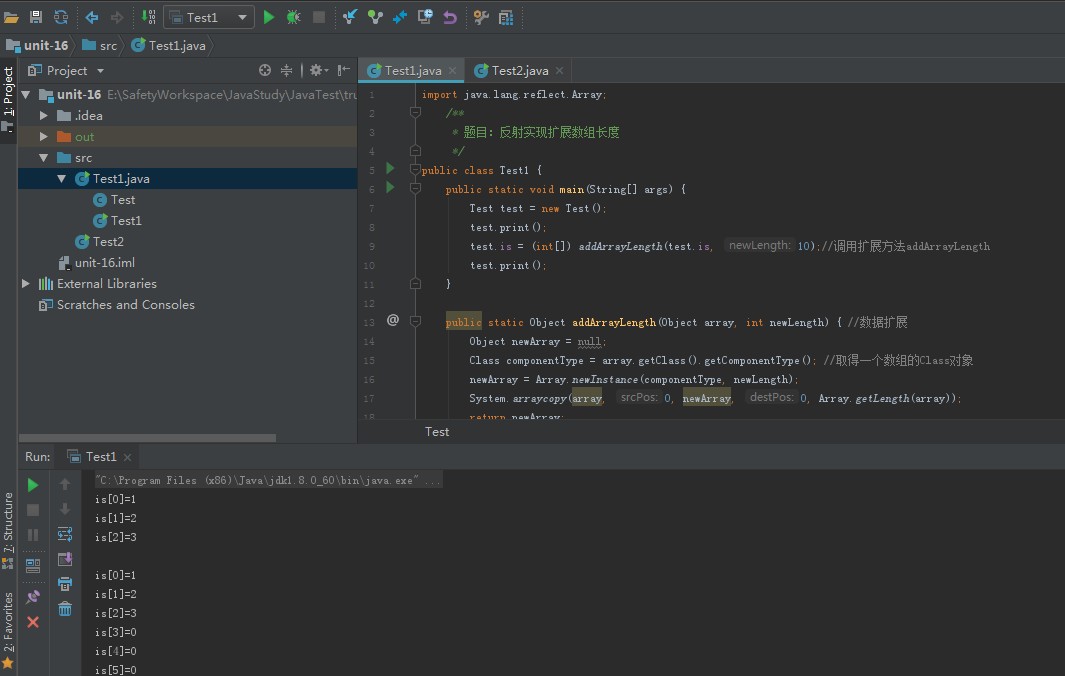 Test1
unit-16 src Test1.java
1: Project
Project
Test1.java Test2.java
unit-16 E:\SafetyWorkspace\JavaStudy\JavaTest\tru
.idea
out
src
Test1.java
Test
Test1
Test2
unit-16.iml
External Libraries
Scratches and Consoles
1 import java.lang.reflect.Array;
2 /**
3 * 题目：反射实现扩展数组长度
4 */
5 public class Test1 {
6 public static void main(String[] args) {
7 Test test = new Test();
8 test.print();
9 test.is = (int[]) addArrayLength(test.is, newLength: 10);//调用扩展方法addArrayLength
10 test.print();
11 }
12
13 @ public static Object addArrayLength(Object array, int newLength) { //数据扩展
14 Object newArray = null;
15 Class componentType = array.getClass().getComponentType(); //取得一个数组的Class对象
16 newArray = Array.newInstance(componentType, newLength);
17 System.arraycopy(array, srcPos: 0, newArray, destPos: 0, Array.getLength(array));
18 return newArray;
Test
Run: Test1
"C:\Program Files (x86)\Java\jdk1.8.0_60\bin\java.exe" ...
is[0]=1
is[1]=2
is[2]=3
is[0]=1
is[1]=2
is[2]=3
is[3]=0
is[4]=0
is[5]=0
7: Structure
2: Favorites